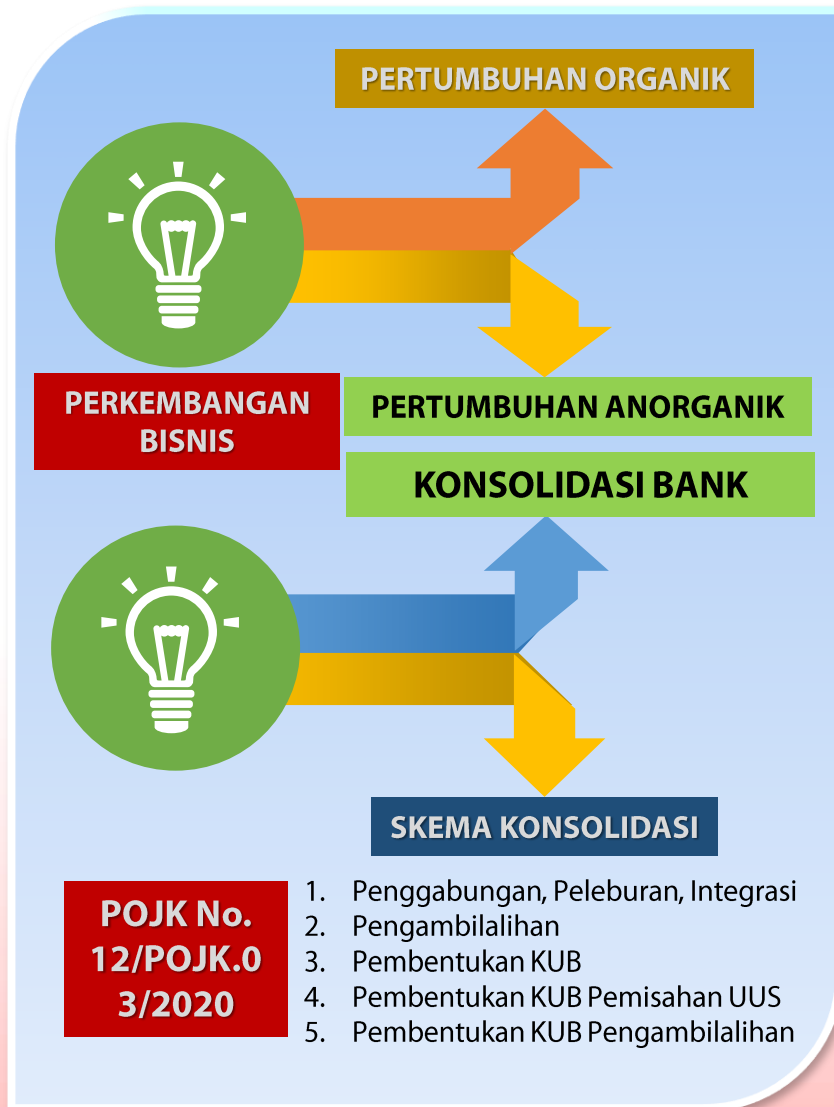 PERTUMBUHAN ORGANIK
PERKEMBANGAN
BISNIS
PERTUMBUHAN ANORGANIK
KONSOLIDASI BANK
SKEMA KONSOLIDASI
POJK No.
12/POJK.0
3/2020
1. Penggabungan, Peleburan, Integrasi
2. Pengambilalihan
3. Pembentukan KUB
4. Pembentukan KUB Pemisahan UUS
5. Pembentukan KUB Pengambilalihan